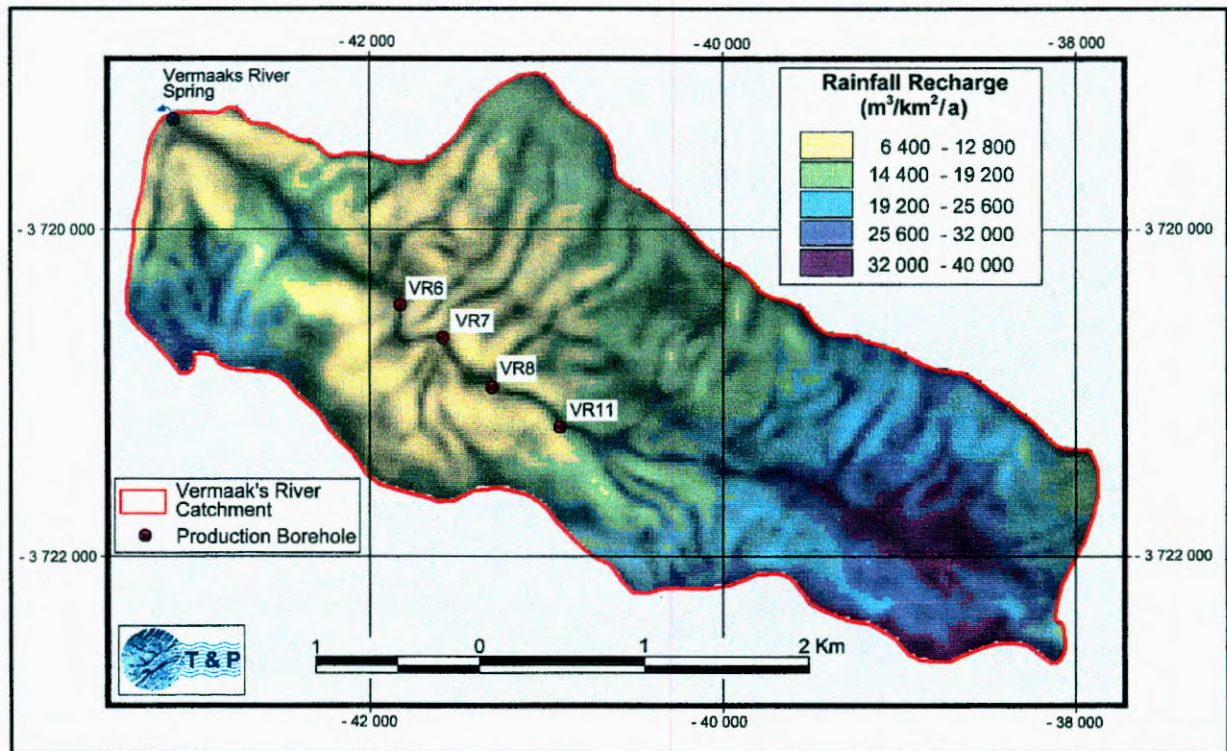 - 42 000
- 40 000
- 38 000
Vermaaks River
Spring
Rainfall Recharge
(m³/km²/a)
6 400 - 12 800
14 400 - 19 200
19 200 - 25 600
25 600 - 32 000
32 000 - 40 000
- 3 720 000
- 3 720 000
VR6
VR7
VR8
VR11
Vermaak's River
Catchment
Production Borehole
- 3 722 000
- 3 722 000
T & P
1 0 1 2 Km
- 42 000
- 40 000
- 38 000